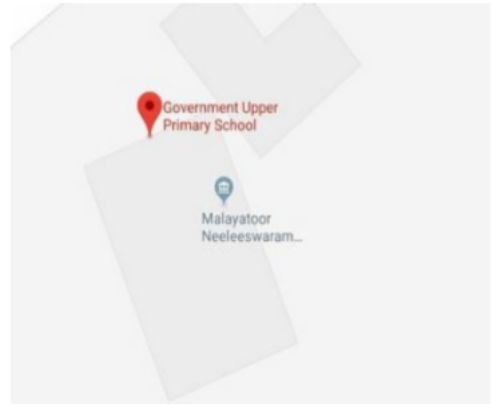 Government Upper
Primary School
Malayatoor
Neeleeswaram...